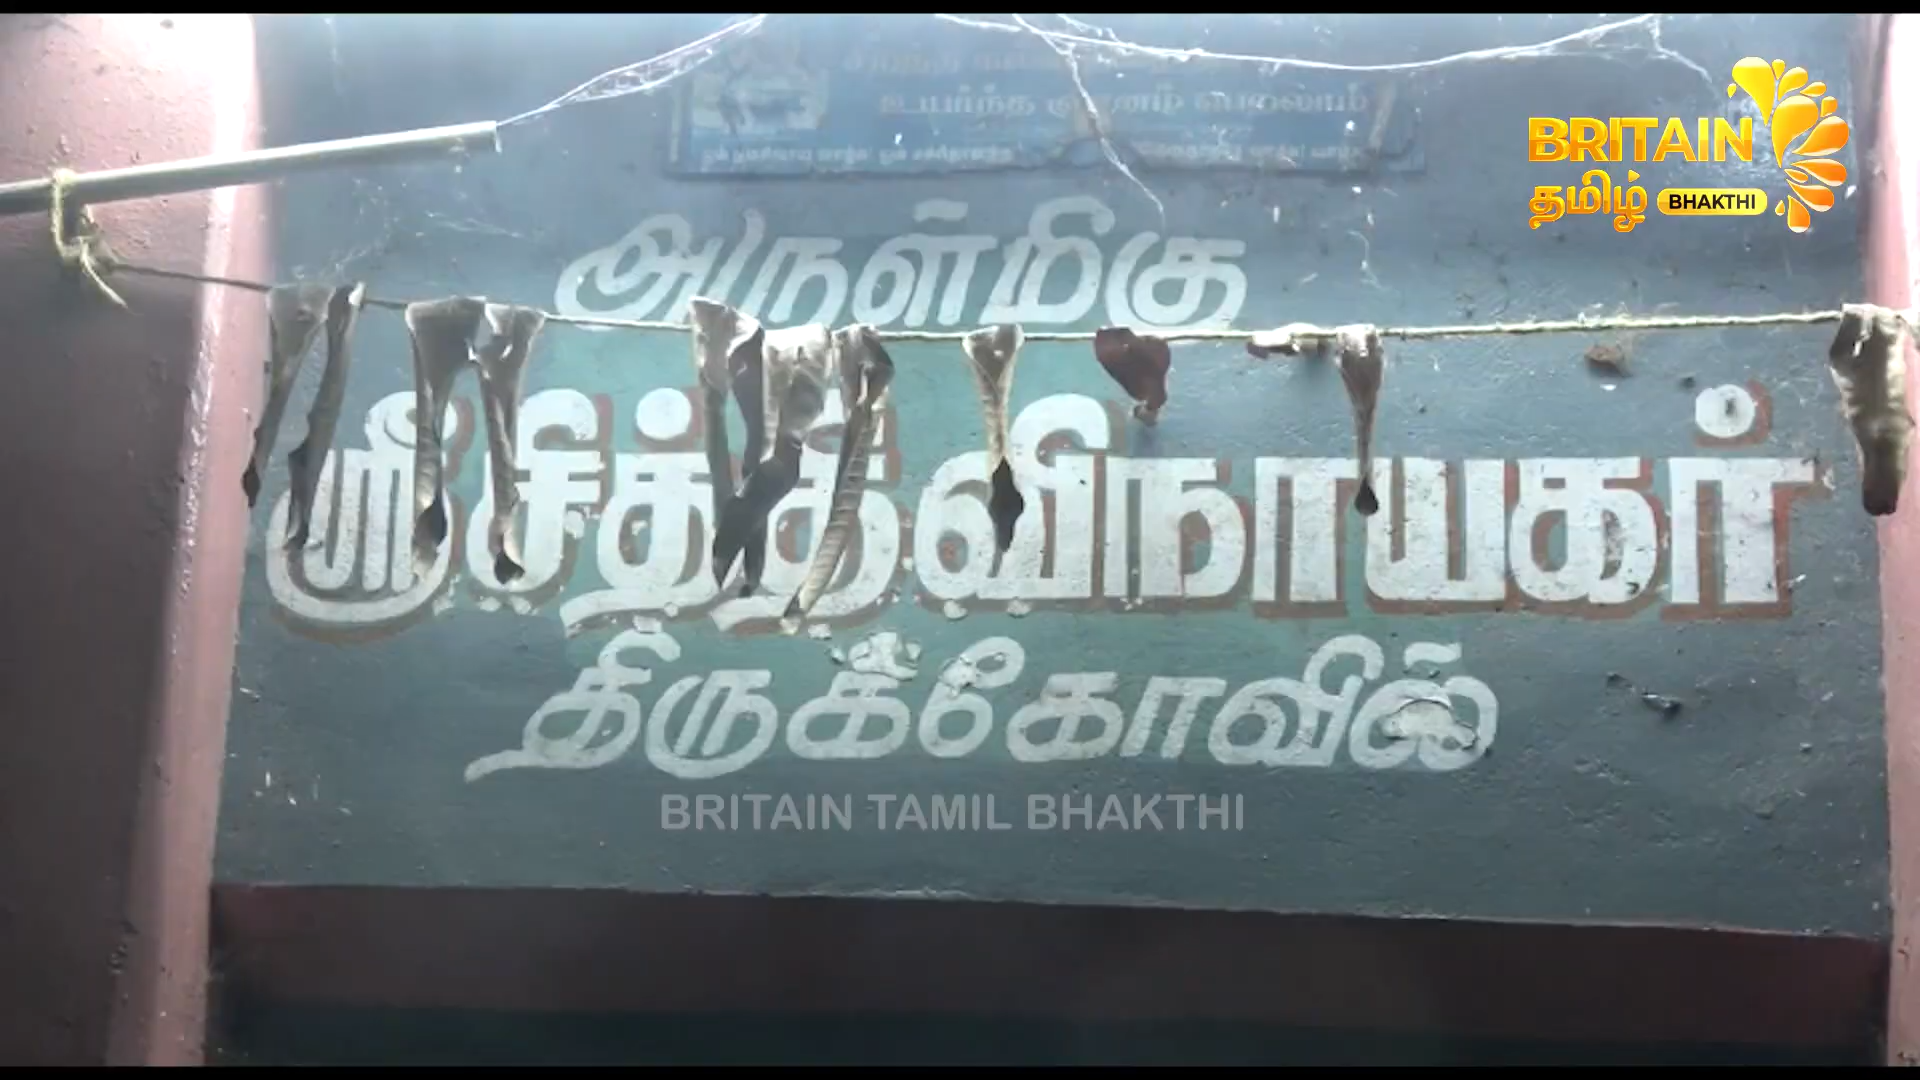 BRITAIN
தமிழ் BHAKTHI
அருள்மிகு
ஸ்ரீ சித்தி விநாயகர்
திருக்கோவில்
BRITAIN TAMIL BHAKTHI